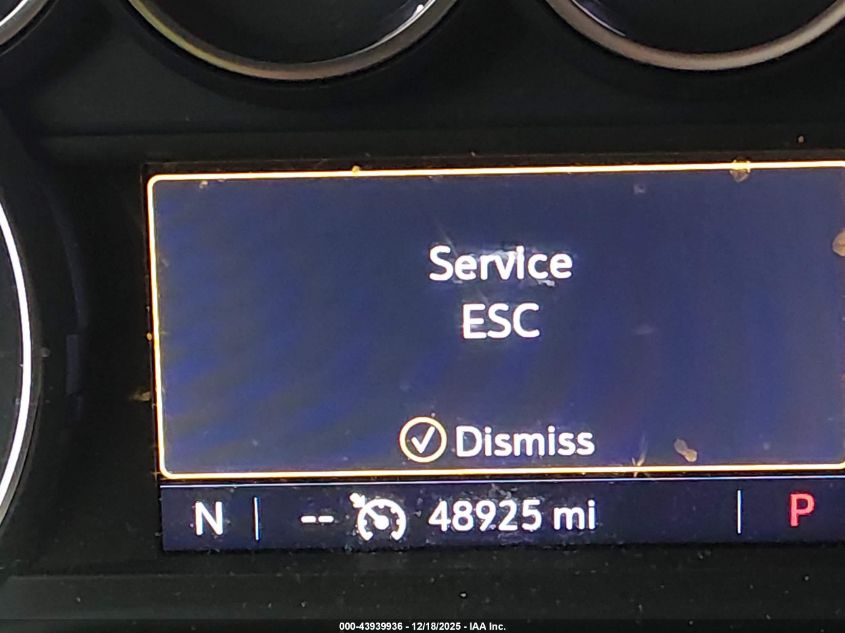 Service
ESC
Dismiss
N -- 48925 mi P
000-43939936 - 12/18/2025 - IAA Inc.